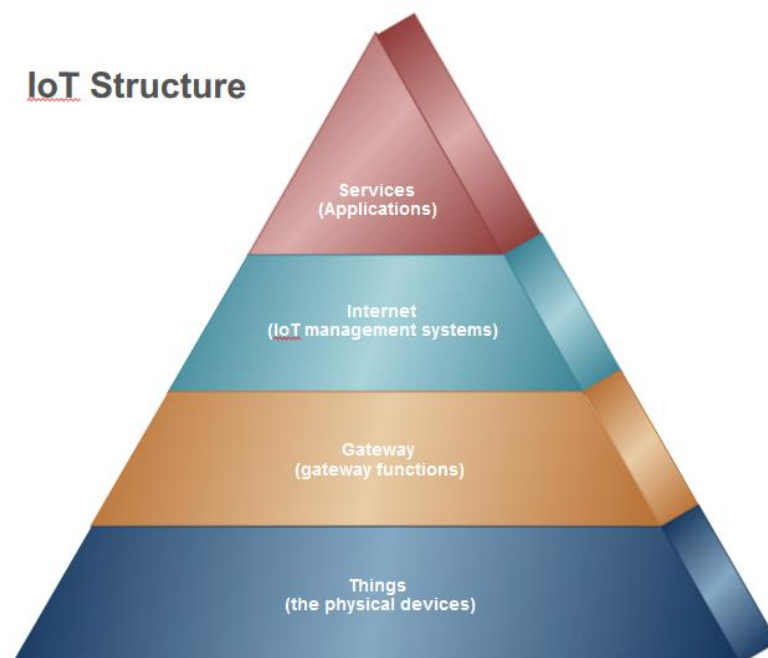 IoT Structure
Services
(Applications)
Internet
(IoT management systems)
Gateway
(gateway functions)
Things
(the physical devices)